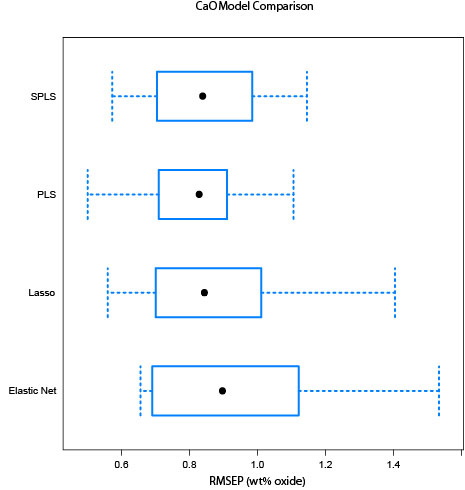 CaO Model Comparison
SPLS
PLS
Lasso
Elastic Net
0.6 0.8 1.0 1.2 1.4
RMSEP (wt% oxide)